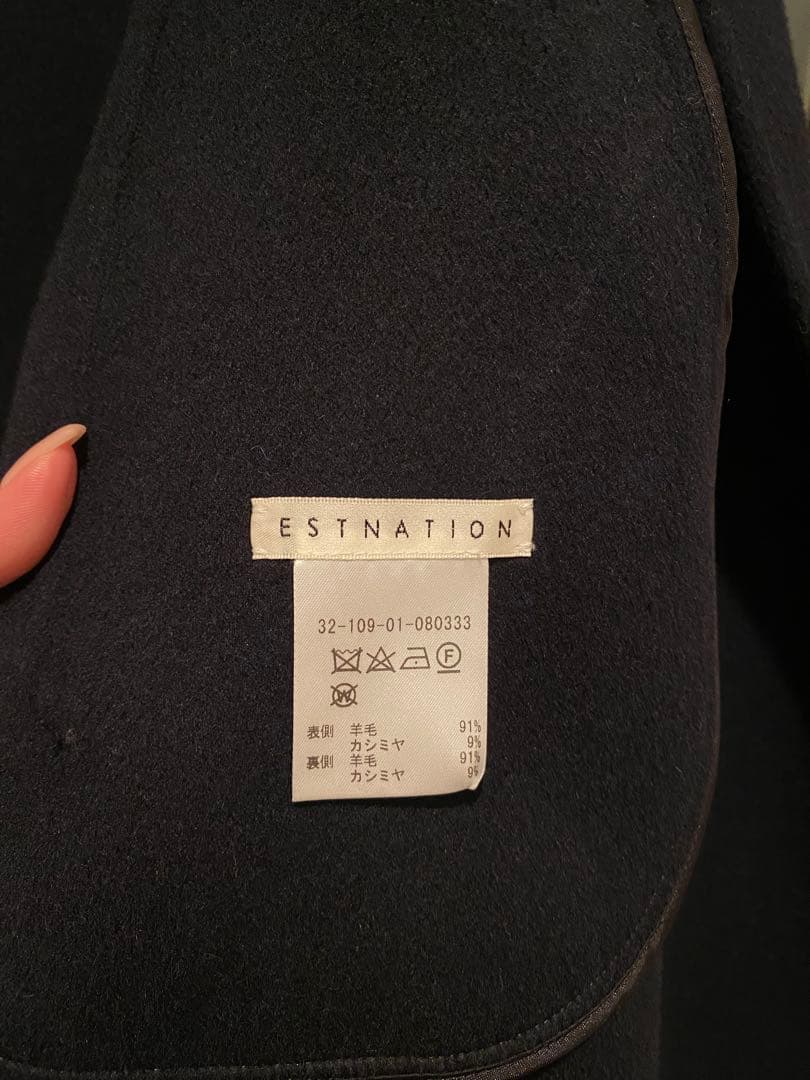 ESTNATION
32-109-01-080333
F
W
表側 羊毛 91%
カシミヤ 9%
裏側 羊毛 91%
カシミヤ 9%